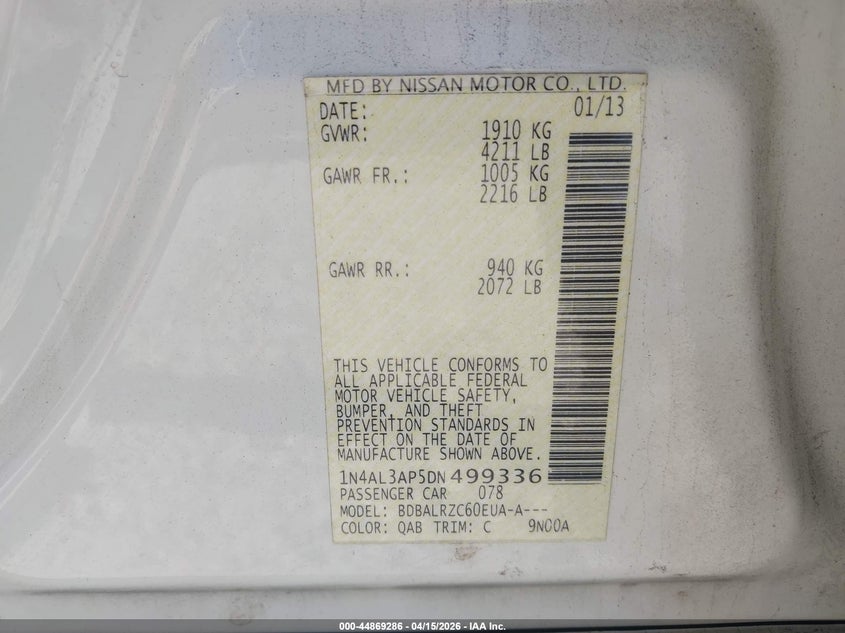 MFD BY NISSAN MOTOR CO., LTD.
DATE: 01/13
GVWR: 1910 KG
4211 LB
GAWR FR.: 1005 KG
2216 LB
GAWR RR.: 940 KG
2072 LB
THIS VEHICLE CONFORMS TO
ALL APPLICABLE FEDERAL
MOTOR VEHICLE SAFETY,
BUMPER, AND THEFT
PREVENTION STANDARDS IN
EFFECT ON THE DATE OF
MANUFACTURE SHOWN ABOVE.
1N4AL3AP5DN499336
PASSENGER CAR 078
MODEL: BDBALRZC60EUA-A---
COLOR: QAB TRIM: C 9N00A
000-44869286 - 04/15/2026 - IAA Inc.